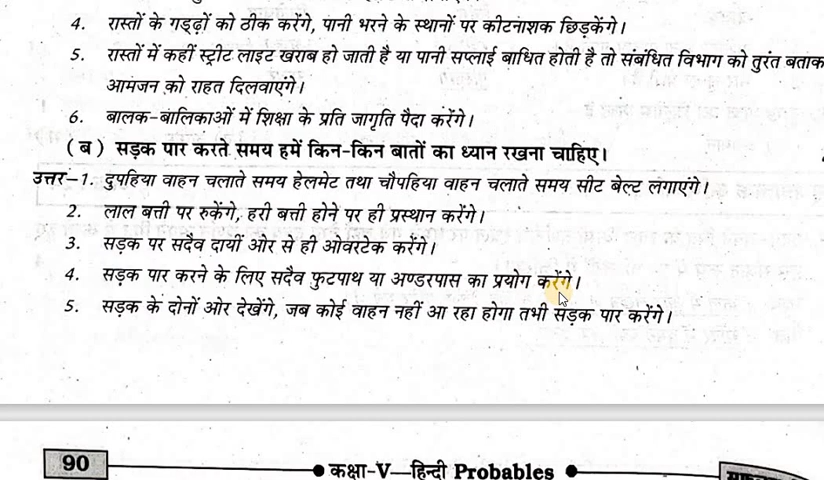 4. रास्तों के गड्ढ़ों को ठीक करेंगे, पानी भरने के स्थानों पर कीटनाशक छिड़केंगे।
5. रास्तों में कहीं स्ट्रीट लाइट खराब हो जाती है या पानी सप्लाई बाधित होती है तो संबंधित विभाग को तुरंत बताक
आमजन को राहत दिलवाएंगे।
6. बालक-बालिकाओं में शिक्षा के प्रति जागृति पैदा करेंगे।
( ब ) सड़क पार करते समय हमें किन-किन बातों का ध्यान रखना चाहिए।
उत्तर-1. दुपहिया वाहन चलाते समय हेलमेट तथा चौपहिया वाहन चलाते समय सीट बेल्ट लगाएंगे।
2. लाल बत्ती पर रुकेंगे, हरी बत्ती होने पर ही प्रस्थान करेंगे।
3. सड़क पर सदैव दायीं ओर से ही ओवरटेक करेंगे।
4. सड़क पार करने के लिए सदैव फुटपाथ या अण्डरपास का प्रयोग करेंगे।
5. सड़क के दोनों ओर देखेंगे, जब कोई वाहन नहीं आ रहा होगा तभी सड़क पार करेंगे।
90 कक्षा-V—हिन्दी Probables